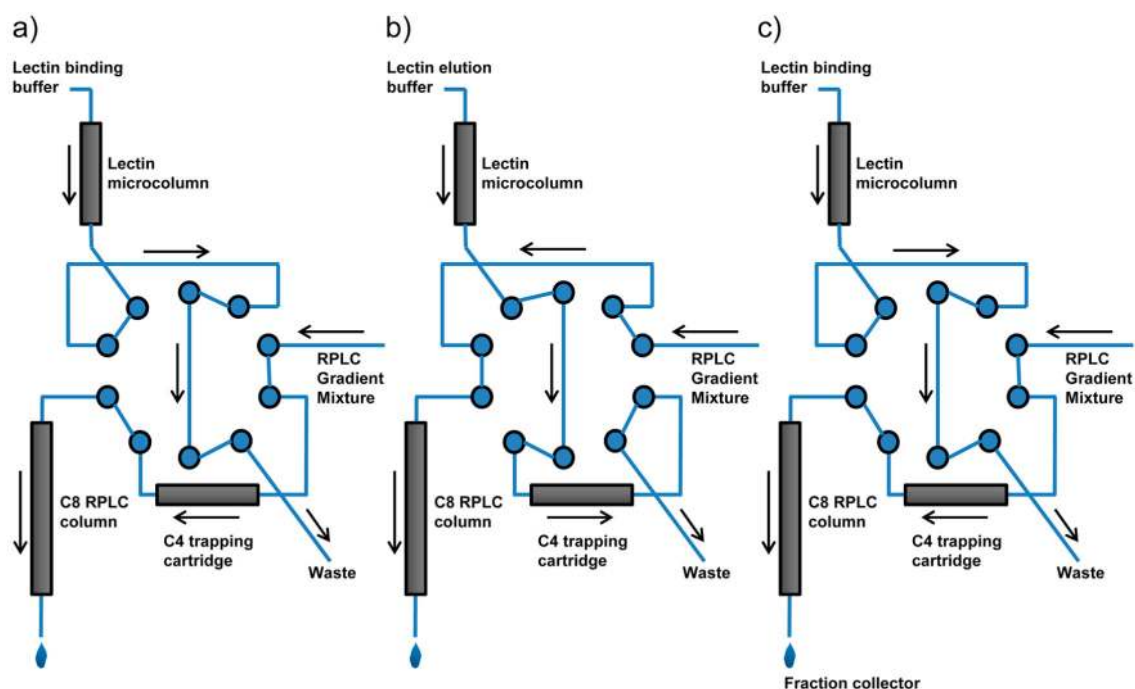 a)
Lectin binding
buffer
Lectin
microcolumn
RPLC
Gradient
Mixture
C8 RPLC
column
C4 trapping
cartridge
Waste
b)
Lectin elution
buffer
Lectin
microcolumn
RPLC
Gradient
Mixture
C8 RPLC
column
C4 trapping
cartridge
Waste
c)
Lectin binding
buffer
Lectin
microcolumn
RPLC
Gradient
Mixture
C8 RPLC
column
C4 trapping
cartridge
Waste
Fraction collector